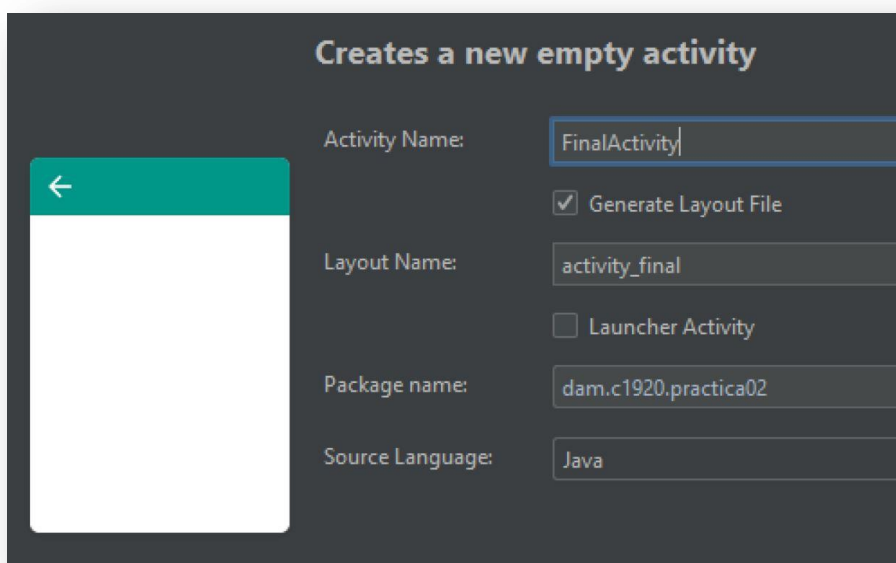 Creates a new empty activity
Activity Name:
FinalActivity
Generate Layout File
Layout Name:
activity_final
Launcher Activity
Package name:
dam.c1920.practica02
Source Language:
Java